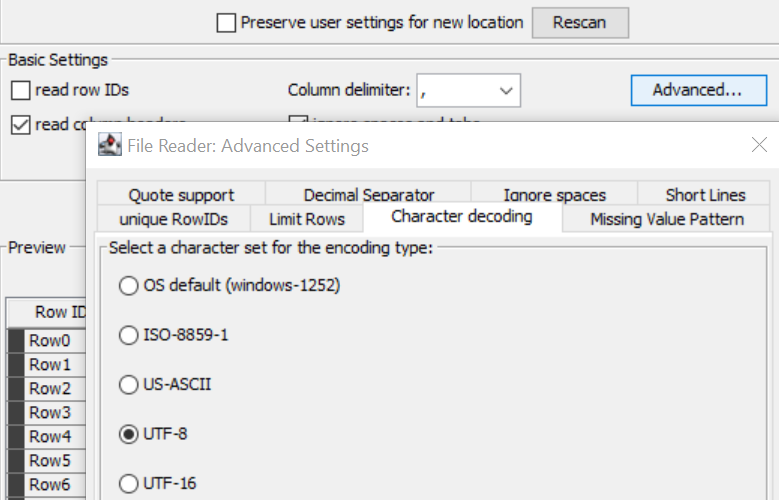 Preserve user settings for new location Rescan
Basic Settings
read row IDs Column delimiter: , Advanced...
read column headers ignore spaces and tabs
File Reader: Advanced Settings
Quote support Decimal Separator Ignore spaces Short Lines
unique RowIDs Limit Rows Character decoding Missing Value Pattern
Preview
Select a character set for the encoding type:
OS default (windows-1252)
Row ID
ISO-8859-1
Row0
Row1
US-ASCII
Row2
Row3
UTF-8
Row4
Row5
UTF-16
Row6